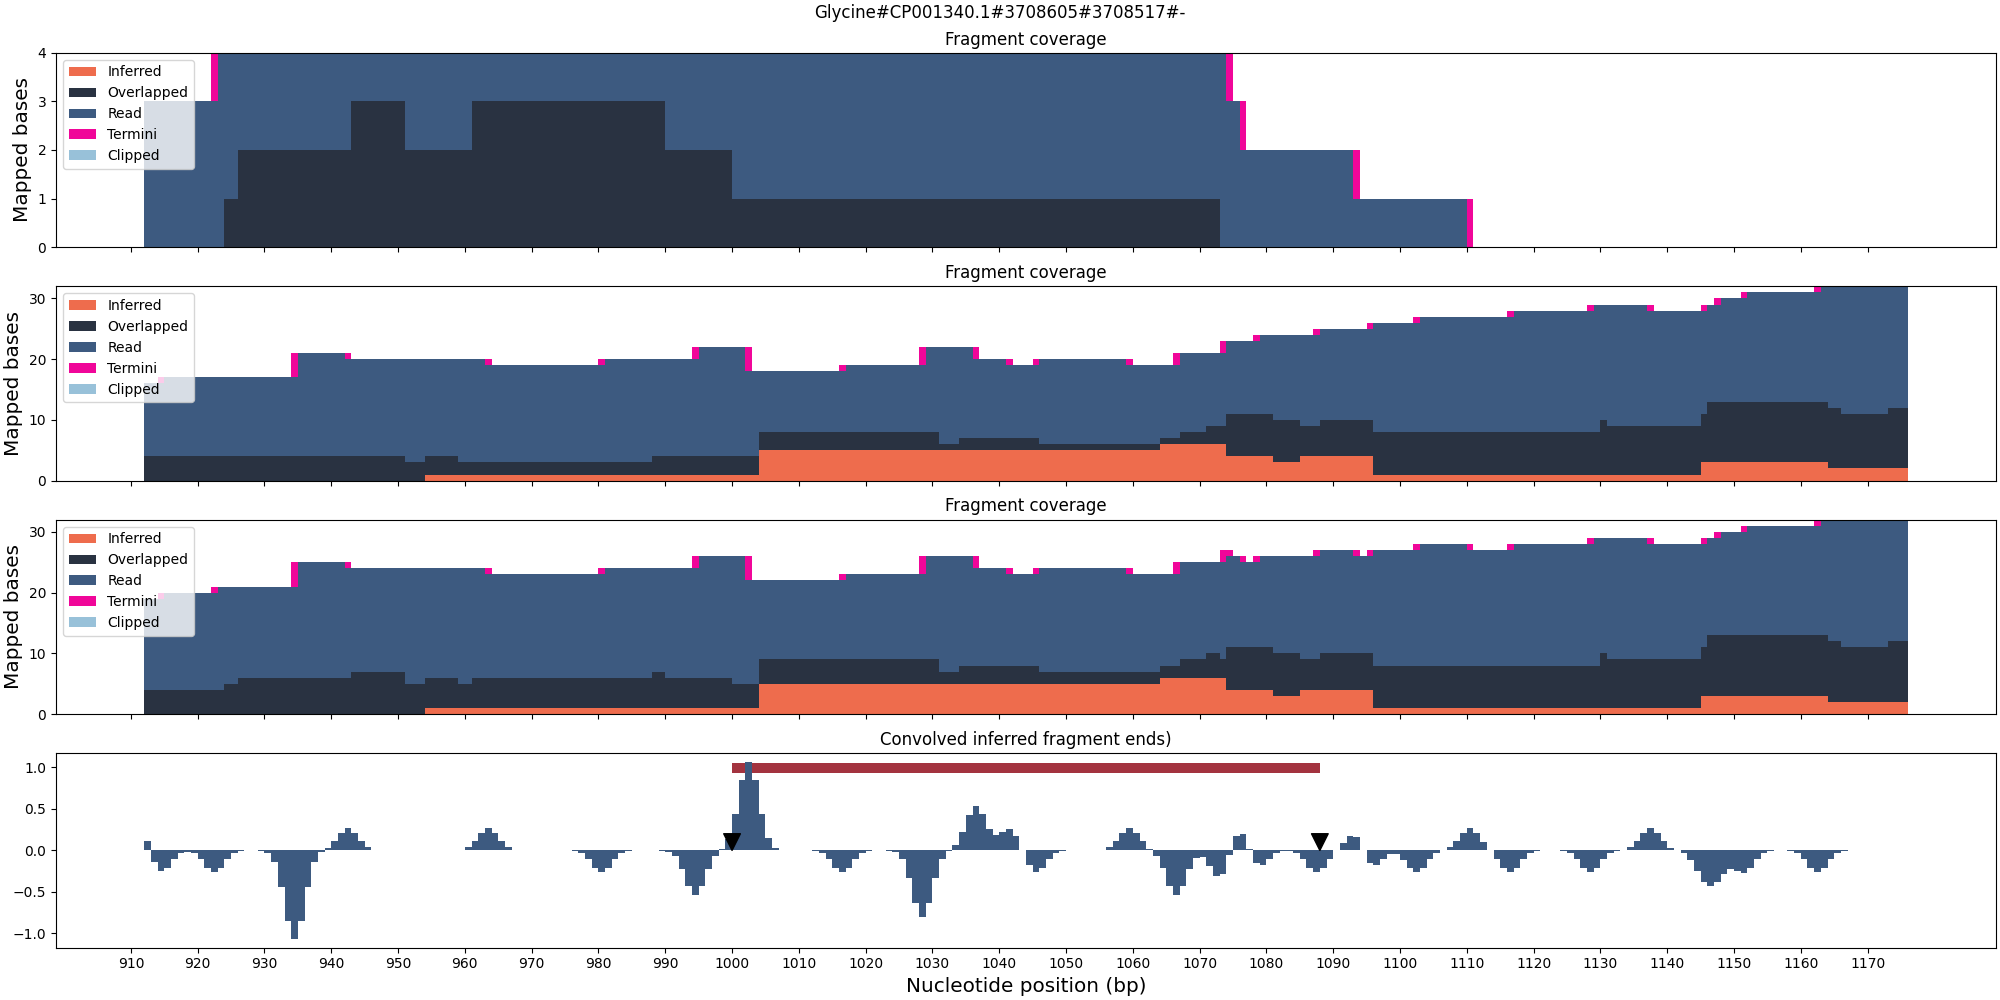 Glycine#CP001340.1#3708605#3708517#-
Fragment coverage
Mapped bases
4
3
2
1
0
Inferred
Overlapped
Read
Termini
Clipped
Fragment coverage
Mapped bases
30
20
10
0
Inferred
Overlapped
Read
Termini
Clipped
Fragment coverage
Mapped bases
30
20
10
0
Inferred
Overlapped
Read
Termini
Clipped
Convolved inferred fragment ends)
1.0
0.5
0.0
−0.5
−1.0
910 920 930 940 950 960 970 980 990 1000 1010 1020 1030 1040 1050 1060 1070 1080 1090 1100 1110 1120 1130 1140 1150 1160 1170
Nucleotide position (bp)